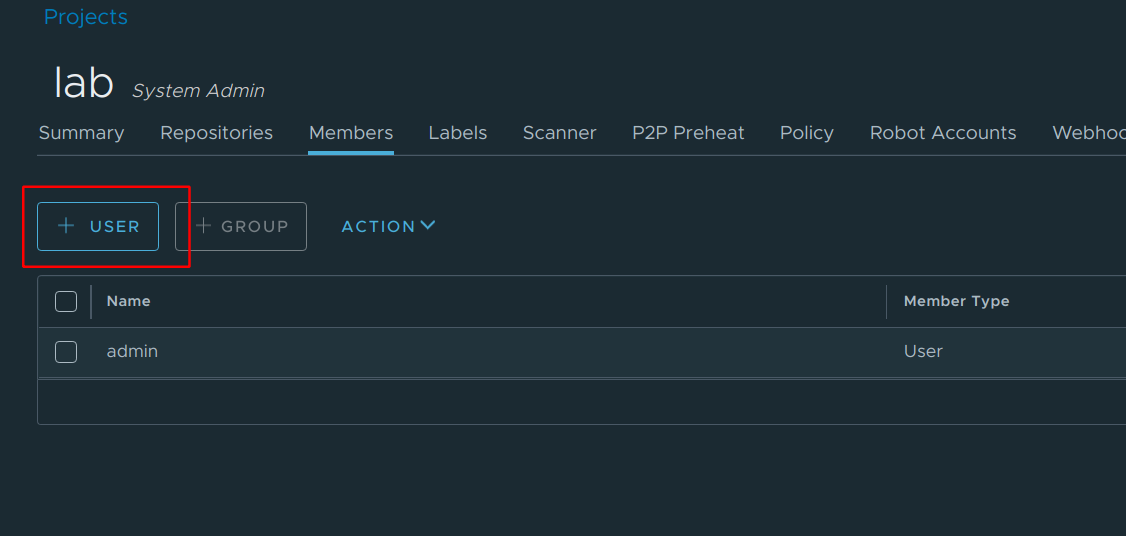 Projects
lab System Admin
Summary Repositories Members Labels Scanner P2P Preheat Policy Robot Accounts Webhoo
+ USER + GROUP ACTION
Name Member Type
admin User